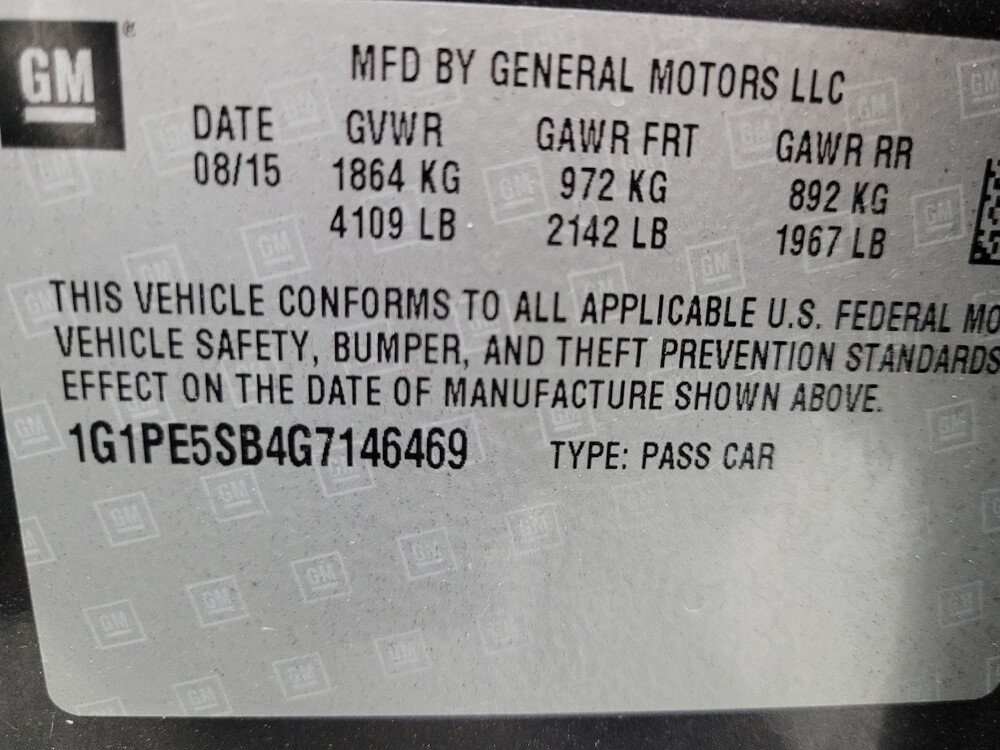 GM
MFD BY GENERAL MOTORS LLC
DATE GVWR GAWR FRT GAWR RR
08/15 1864 KG 972 KG 892 KG
4109 LB 2142 LB 1967 LB
THIS VEHICLE CONFORMS TO ALL APPLICABLE U.S. FEDERAL MO
VEHICLE SAFETY, BUMPER, AND THEFT PREVENTION STANDARDS
EFFECT ON THE DATE OF MANUFACTURE SHOWN ABOVE.
1G1PE5SB4G7146469 TYPE: PASS CAR